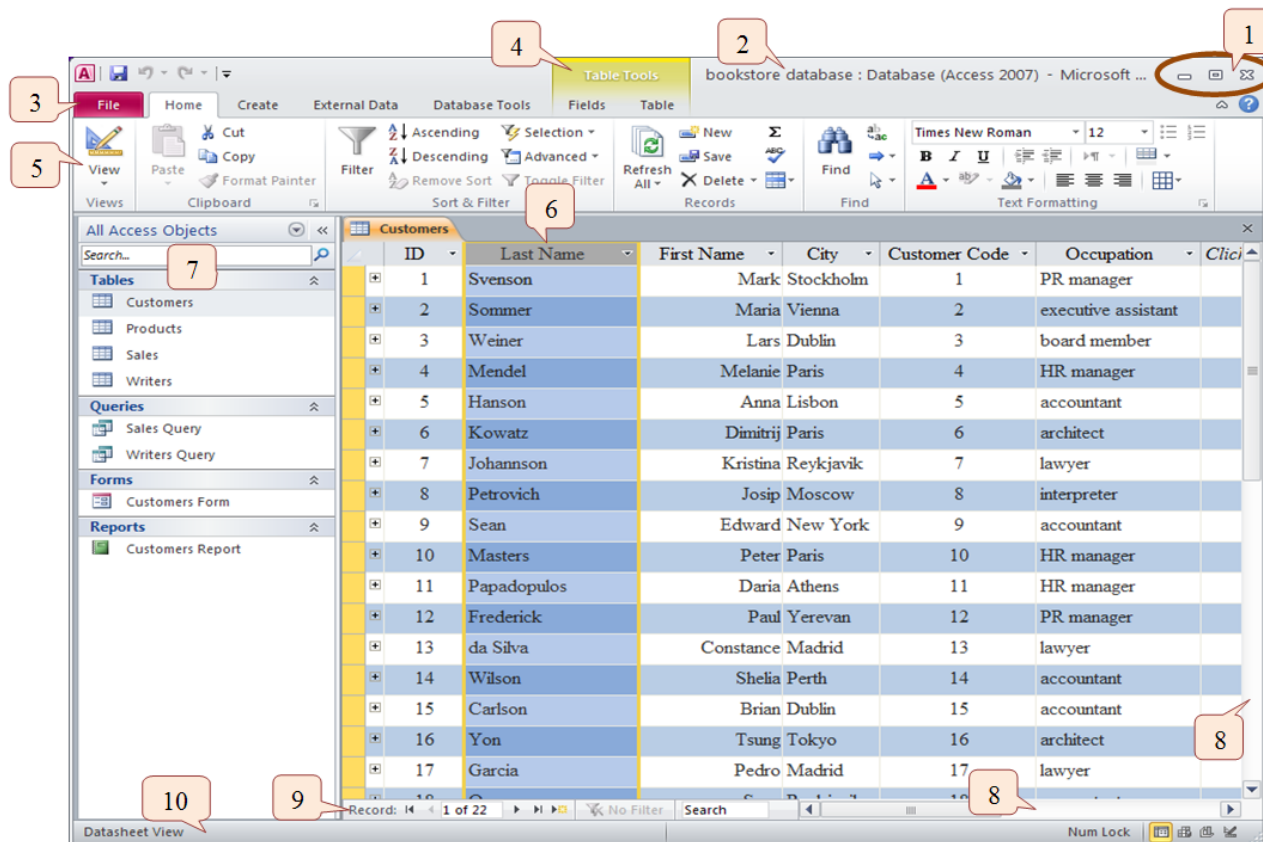 1
4
2
Table Tools
bookstore database : Database (Access 2007) - Microsoft ...
3
File Home Create External Data Database Tools Fields Table
5
View
Views
Paste
Cut
Copy
Format Painter
Clipboard
Filter
Ascending
Descending
Remove Sort
Selection
Advanced
Toggle Filter
Sort & Filter
Refresh
All
New
Save
Delete
Records
Find
Find
Times New Roman 12
B I U
Text Formatting
6
All Access Objects
Search...
7
Tables
Customers
Products
Sales
Writers
Queries
Sales Query
Writers Query
Forms
Customers Form
Reports
Customers Report
Customers
ID Last Name First Name City Customer Code Occupation
1 Svenson Mark Stockholm 1 PR manager
2 Sommer Maria Vienna 2 executive assistant
3 Weiner Lars Dublin 3 board member
4 Mendel Melanie Paris 4 HR manager
5 Hanson Anna Lisbon 5 accountant
6 Kowatz Dimitrij Paris 6 architect
7 Johannson Kristina Reykjavik 7 lawyer
8 Petrovich Josip Moscow 8 interpreter
9 Sean Edward New York 9 accountant
10 Masters Peter Paris 10 HR manager
11 Papadopulos Daria Athens 11 HR manager
12 Frederick Paul Yerevan 12 PR manager
13 da Silva Constance Madrid 13 lawyer
14 Wilson Shelia Perth 14 accountant
15 Carlson Brian Dublin 15 accountant
16 Yon Tsung Tokyo 16 architect
17 Garcia Pedro Madrid 17 lawyer
8
10
9
Record: 1 of 22 No Filter Search
8
Datasheet View
Num Lock